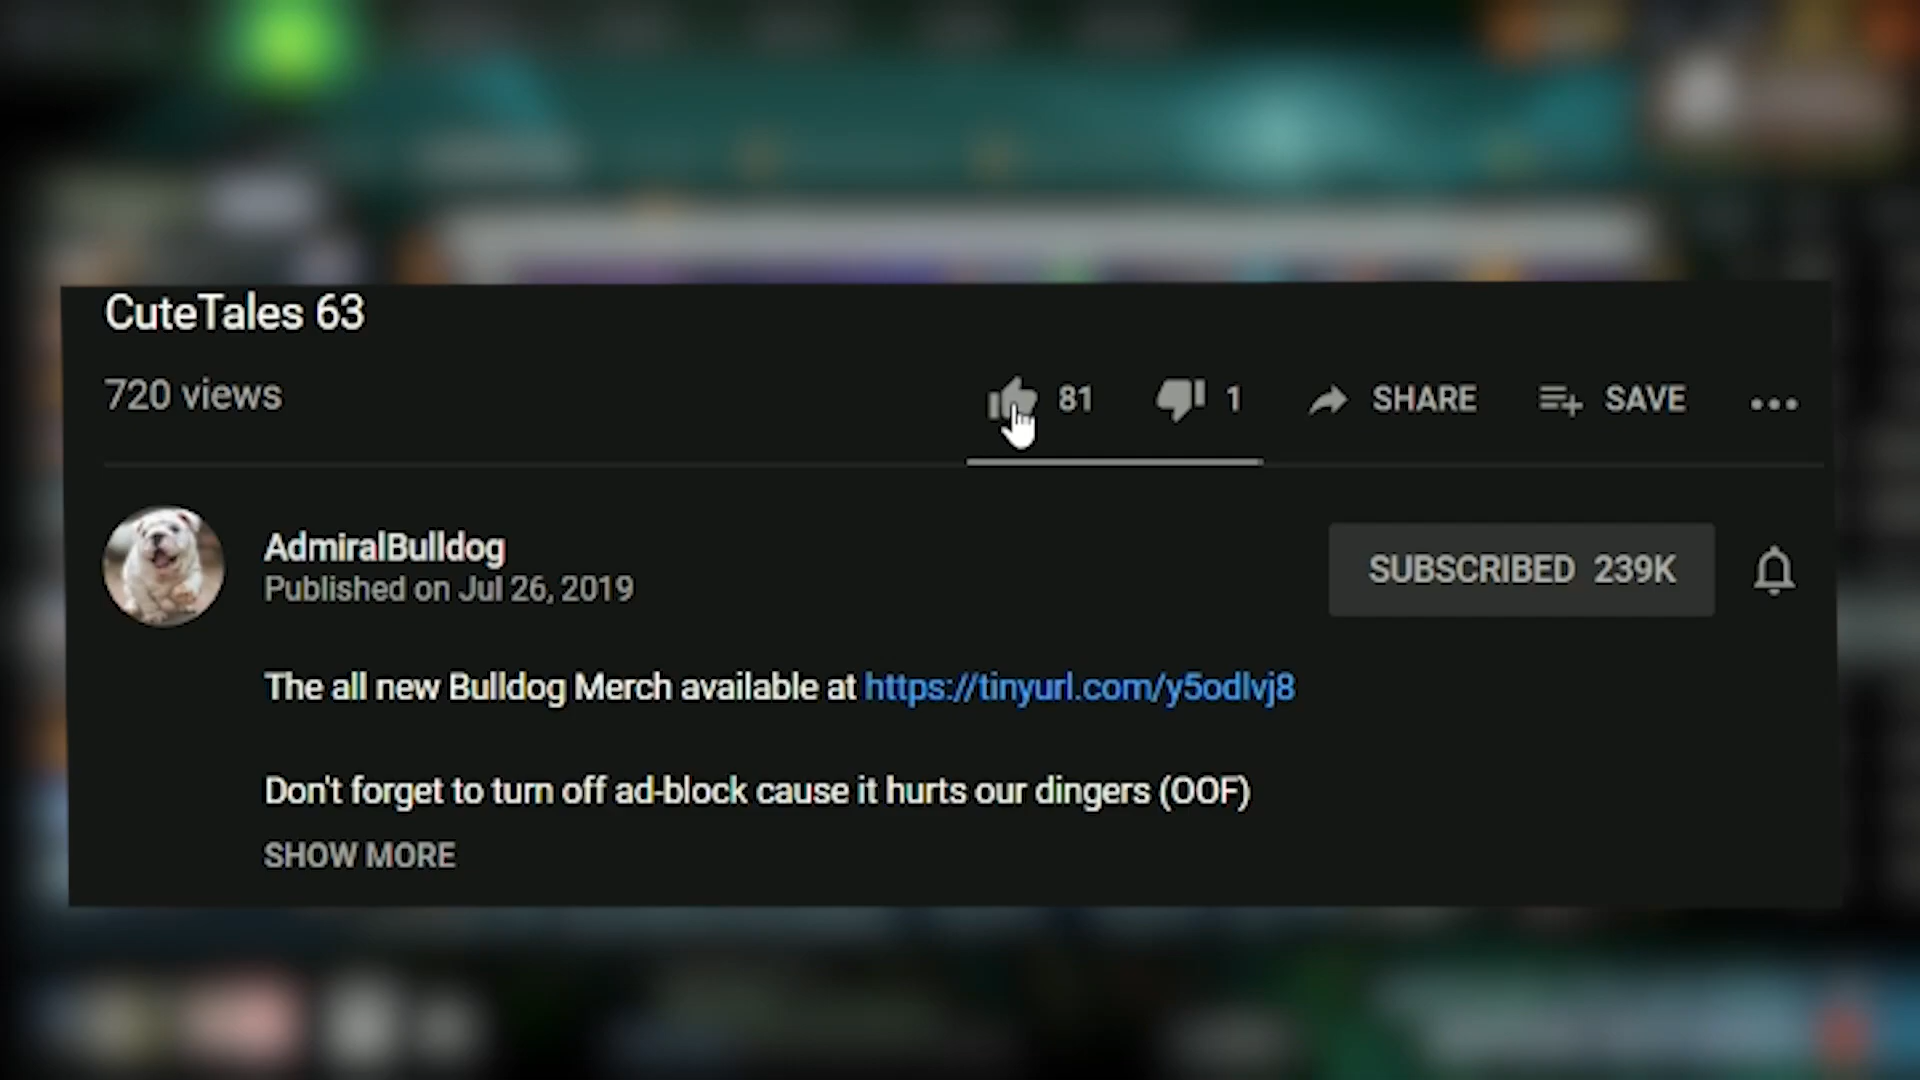 CuteTales 63
720 views
81
1
SHARE
SAVE
AdmiralBulldog
Published on Jul 26, 2019
SUBSCRIBED 239K
The all new Bulldog Merch available at https://tinyurl.com/y5odlvj8
Don't forget to turn off ad-block cause it hurts our dingers (OOF)
SHOW MORE